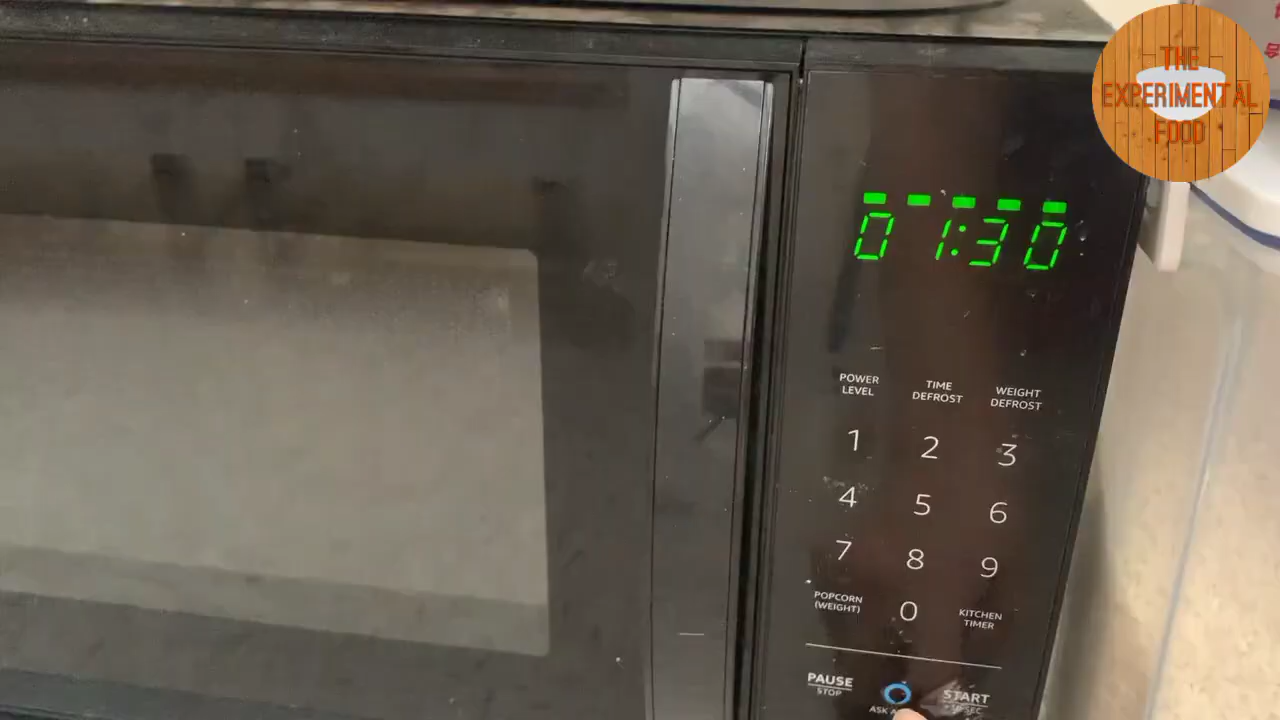 THE
EXPERIMENTAL
FOOD
01:30
POWER LEVEL
TIME DEFROST
WEIGHT DEFROST
1 2 3
4 5 6
7 8 9
POPCORN (WEIGHT)
0
KITCHEN TIMER
PAUSE
STOP
START
ASK